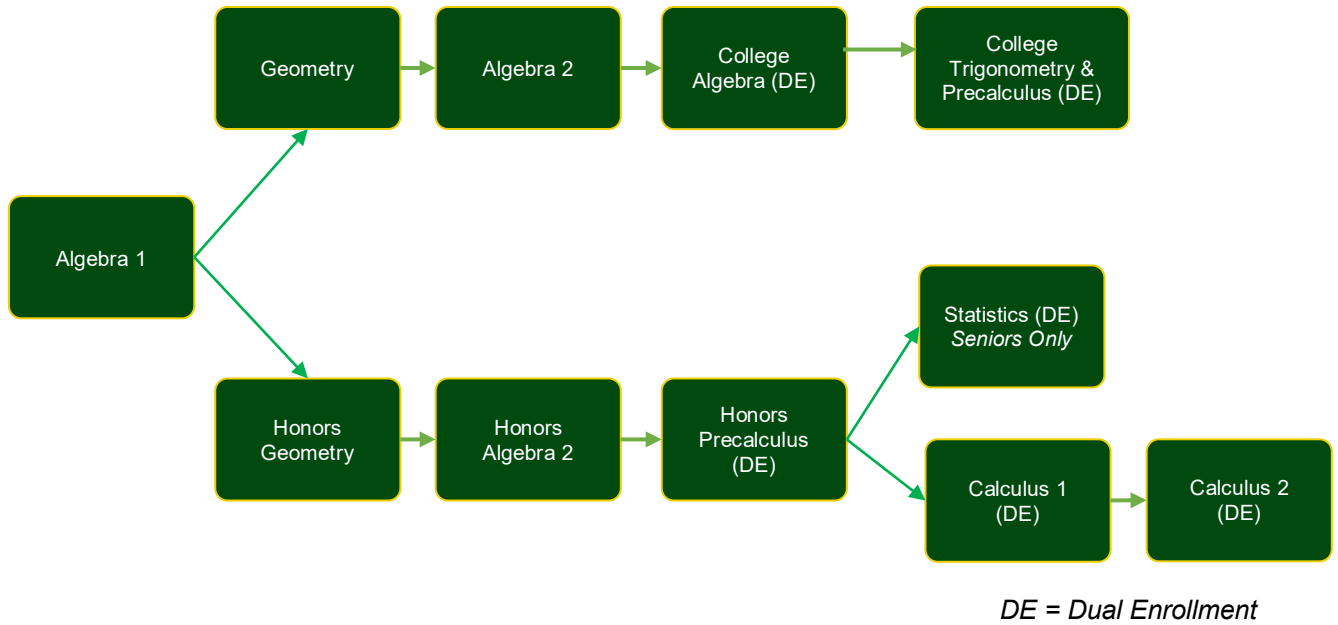 Geometry
Algebra 2
College
Algebra (DE)
College
Trigonometry &
Precalculus (DE)
Algebra 1
Statistics (DE)
Seniors Only
Honors
Geometry
Honors
Algebra 2
Honors
Precalculus
(DE)
Calculus 1
(DE)
Calculus 2
(DE)
DE = Dual Enrollment